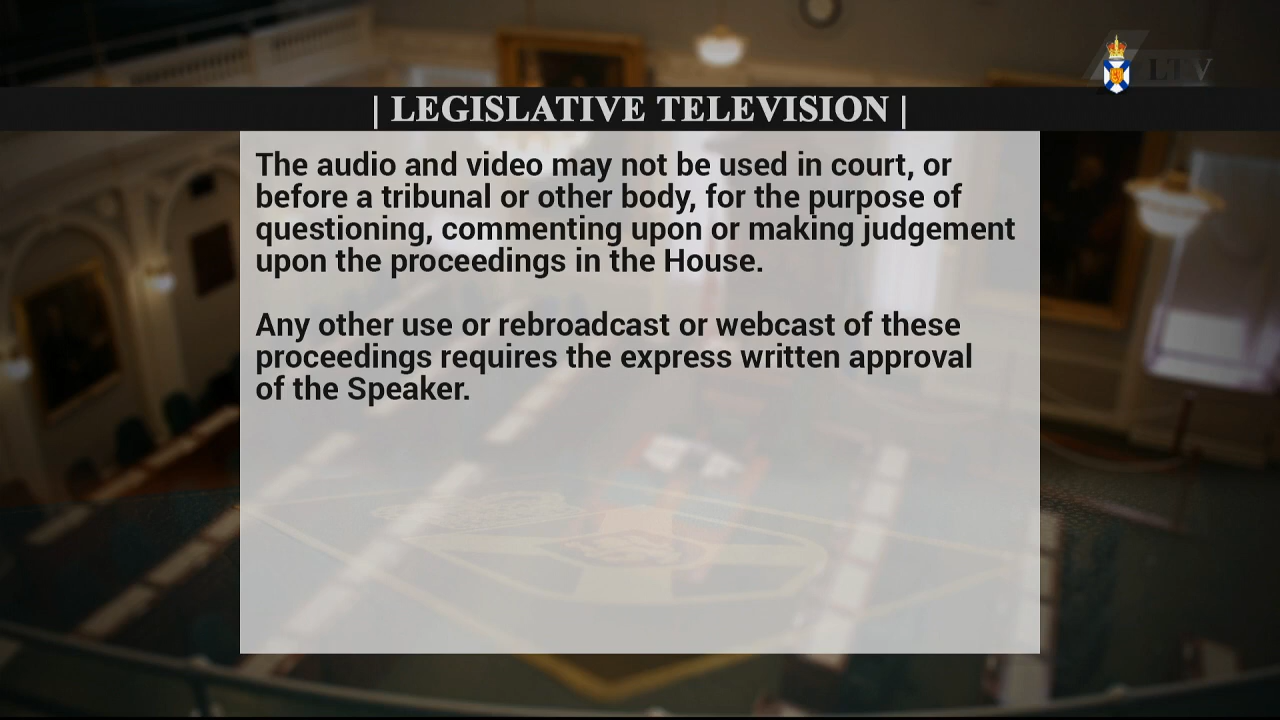 LTV
| LEGISLATIVE TELEVISION |
The audio and video may not be used in court, or
before a tribunal or other body, for the purpose of
questioning, commenting upon or making judgement
upon the proceedings in the House.
Any other use or rebroadcast or webcast of these
proceedings requires the express written approval
of the Speaker.